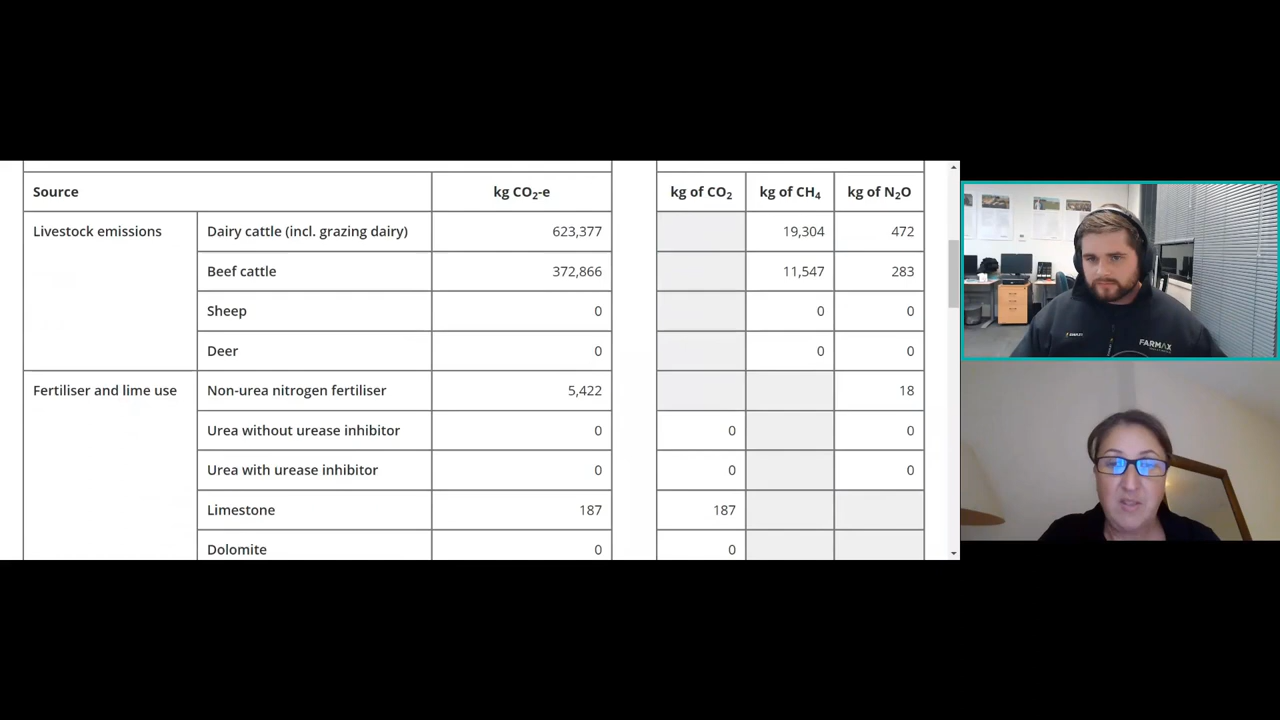 Source kg CO₂-e kg of CO₂ kg of CH₄ kg of N₂O
Livestock emissions Dairy cattle (incl. grazing dairy) 623,377 19,304 472
Beef cattle 372,866 11,547 283
Sheep 0 0 0
Deer 0 0 0
Fertiliser and lime use Non-urea nitrogen fertiliser 5,422 18
Urea without urease inhibitor 0 0 0
Urea with urease inhibitor 0 0 0
Limestone 187 187
Dolomite 0 0
FARMAX